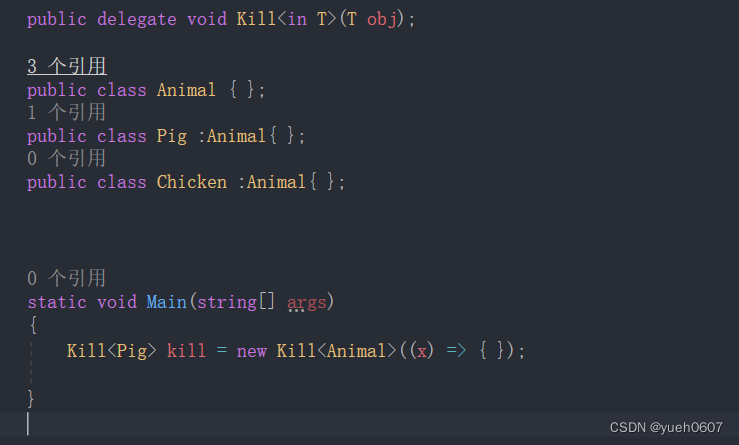 public delegate void Kill<in T>(T obj);
3 个引用
public class Animal { };
1 个引用
public class Pig :Animal{ };
0 个引用
public class Chicken :Animal{ };
0 个引用
static void Main(string[] args)
{
Kill<Pig> kill = new Kill<Animal>((x) => { });
}
CSDN @yueh0607